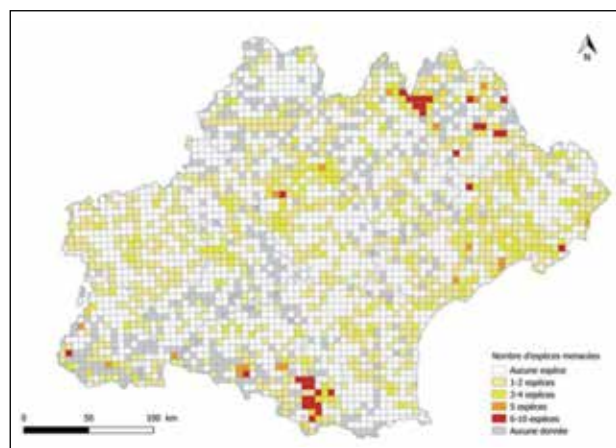 N
Nombre d'espèces menacées
Aucune espèce
1-2 espèces
3-4 espèces
5 espèces
6-10 espèces
Aucune donnée
0 50 100 km